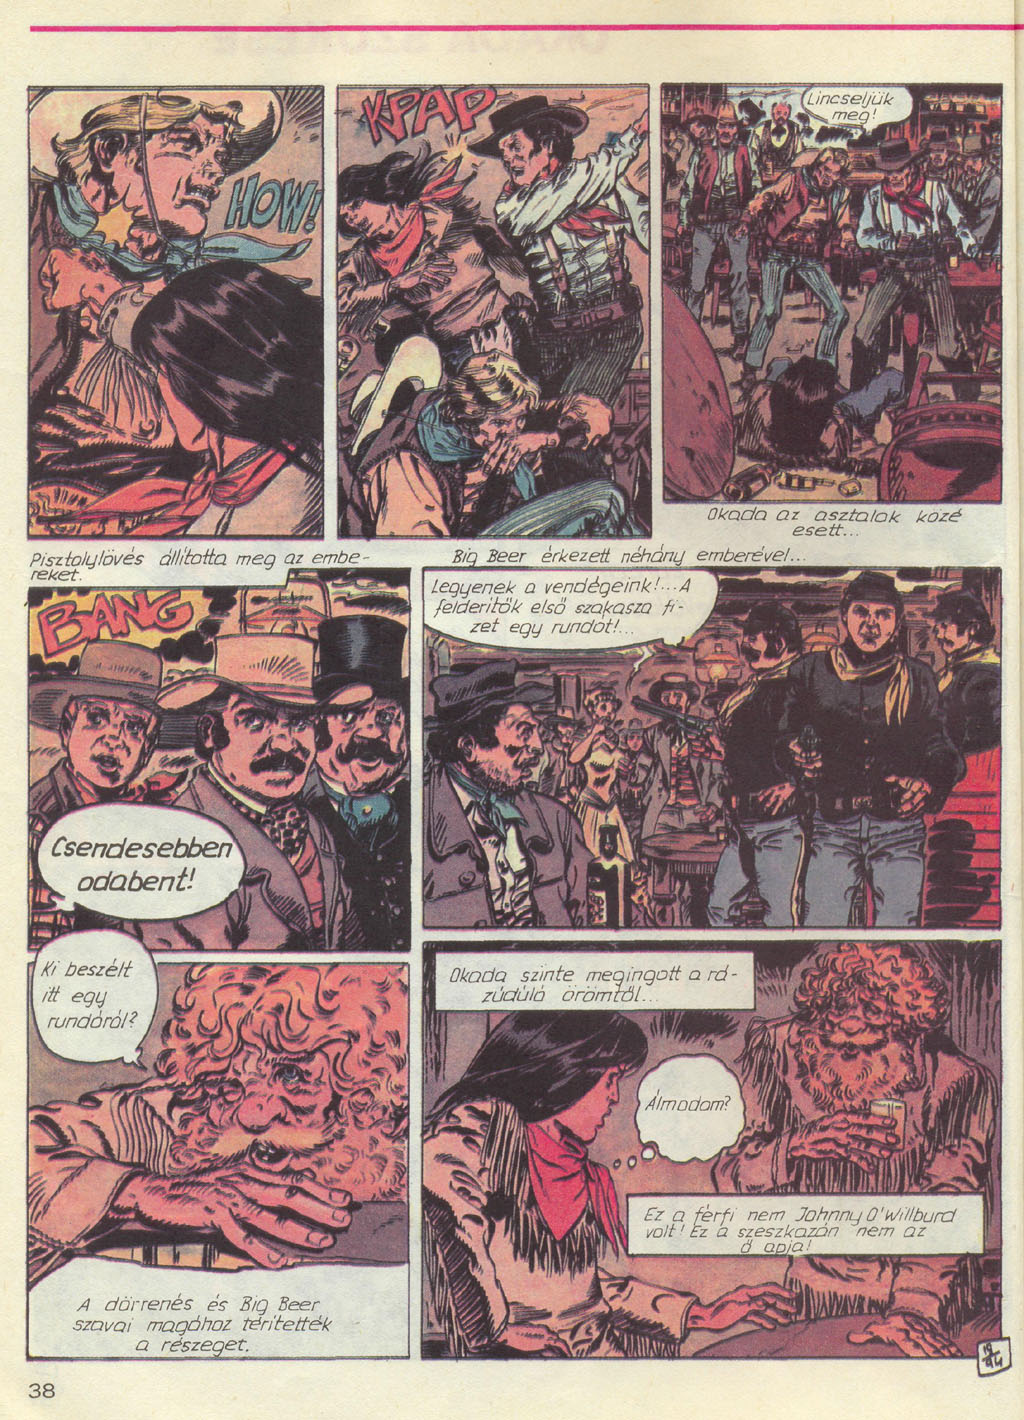 HOW!
KPAP
Lincseljük
meg!
Okada az asztalok közé
esett...
Pisztolylövés állította meg az embe-
reket.
Big Beer érkezett néhány emberével...
BANG
Csendesebben
odabent!
Legyenek a vendégeink!...A
felderítők első szakasza fi-
zet egy rundot!...
Ki beszélt
itt egy
rundóról?
A dörrenés és Big Beer
szavai magához térítették
a részeget.
Okada szinte megingott a rá-
zúduló örömtől...
Álmodom?
Ez a férfi nem Johnny O'Willburd
volt! Ez a szeszkazán nem az
ő apja!
38